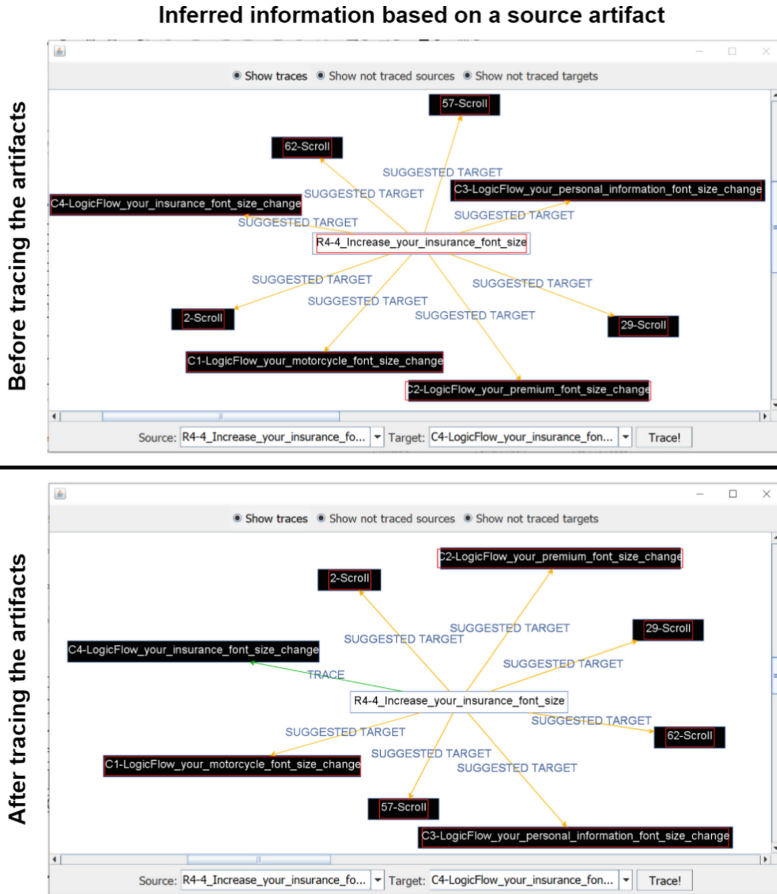 Inferred information based on a source artifact
Before tracing the artifacts
Show traces Show not traced sources Show not traced targets
57-Scroll
62-Scroll
SUGGESTED TARGET
C3-LogicFlow_your_personal_information_font_size_change
SUGGESTED TARGET
C4-LogicFlow_your_insurance_font_size_change
SUGGESTED TARGET
SUGGESTED TARGET
R4-4_Increase_your_insurance_font_size
SUGGESTED TARGET
SUGGESTED TARGET
SUGGESTED TARGET
SUGGESTED TARGET
2-Scroll
29-Scroll
C1-LogicFlow_your_motorcycle_font_size_change
C2-LogicFlow_your_premium_font_size_change
Source: R4-4_Increase_your_insurance_fo... Target: C4-LogicFlow_your_insurance_fon... Trace!
After tracing the artifacts
Show traces Show not traced sources Show not traced targets
C2-LogicFlow_your_premium_font_size_change
2-Scroll
29-Scroll
SUGGESTED TARGET
SUGGESTED TARGET
C4-LogicFlow_your_insurance_font_size_change
SUGGESTED TARGET
TRACE
R4-4_Increase_your_insurance_font_size
SUGGESTED TARGET
SUGGESTED TARGET
62-Scroll
SUGGESTED TARGET
C1-LogicFlow_your_motorcycle_font_size_change
SUGGESTED TARGET
57-Scroll
C3-LogicFlow_your_personal_information_font_size_change
Source: R4-4_Increase_your_insurance_fo... Target: C4-LogicFlow_your_insurance_fon... Trace!